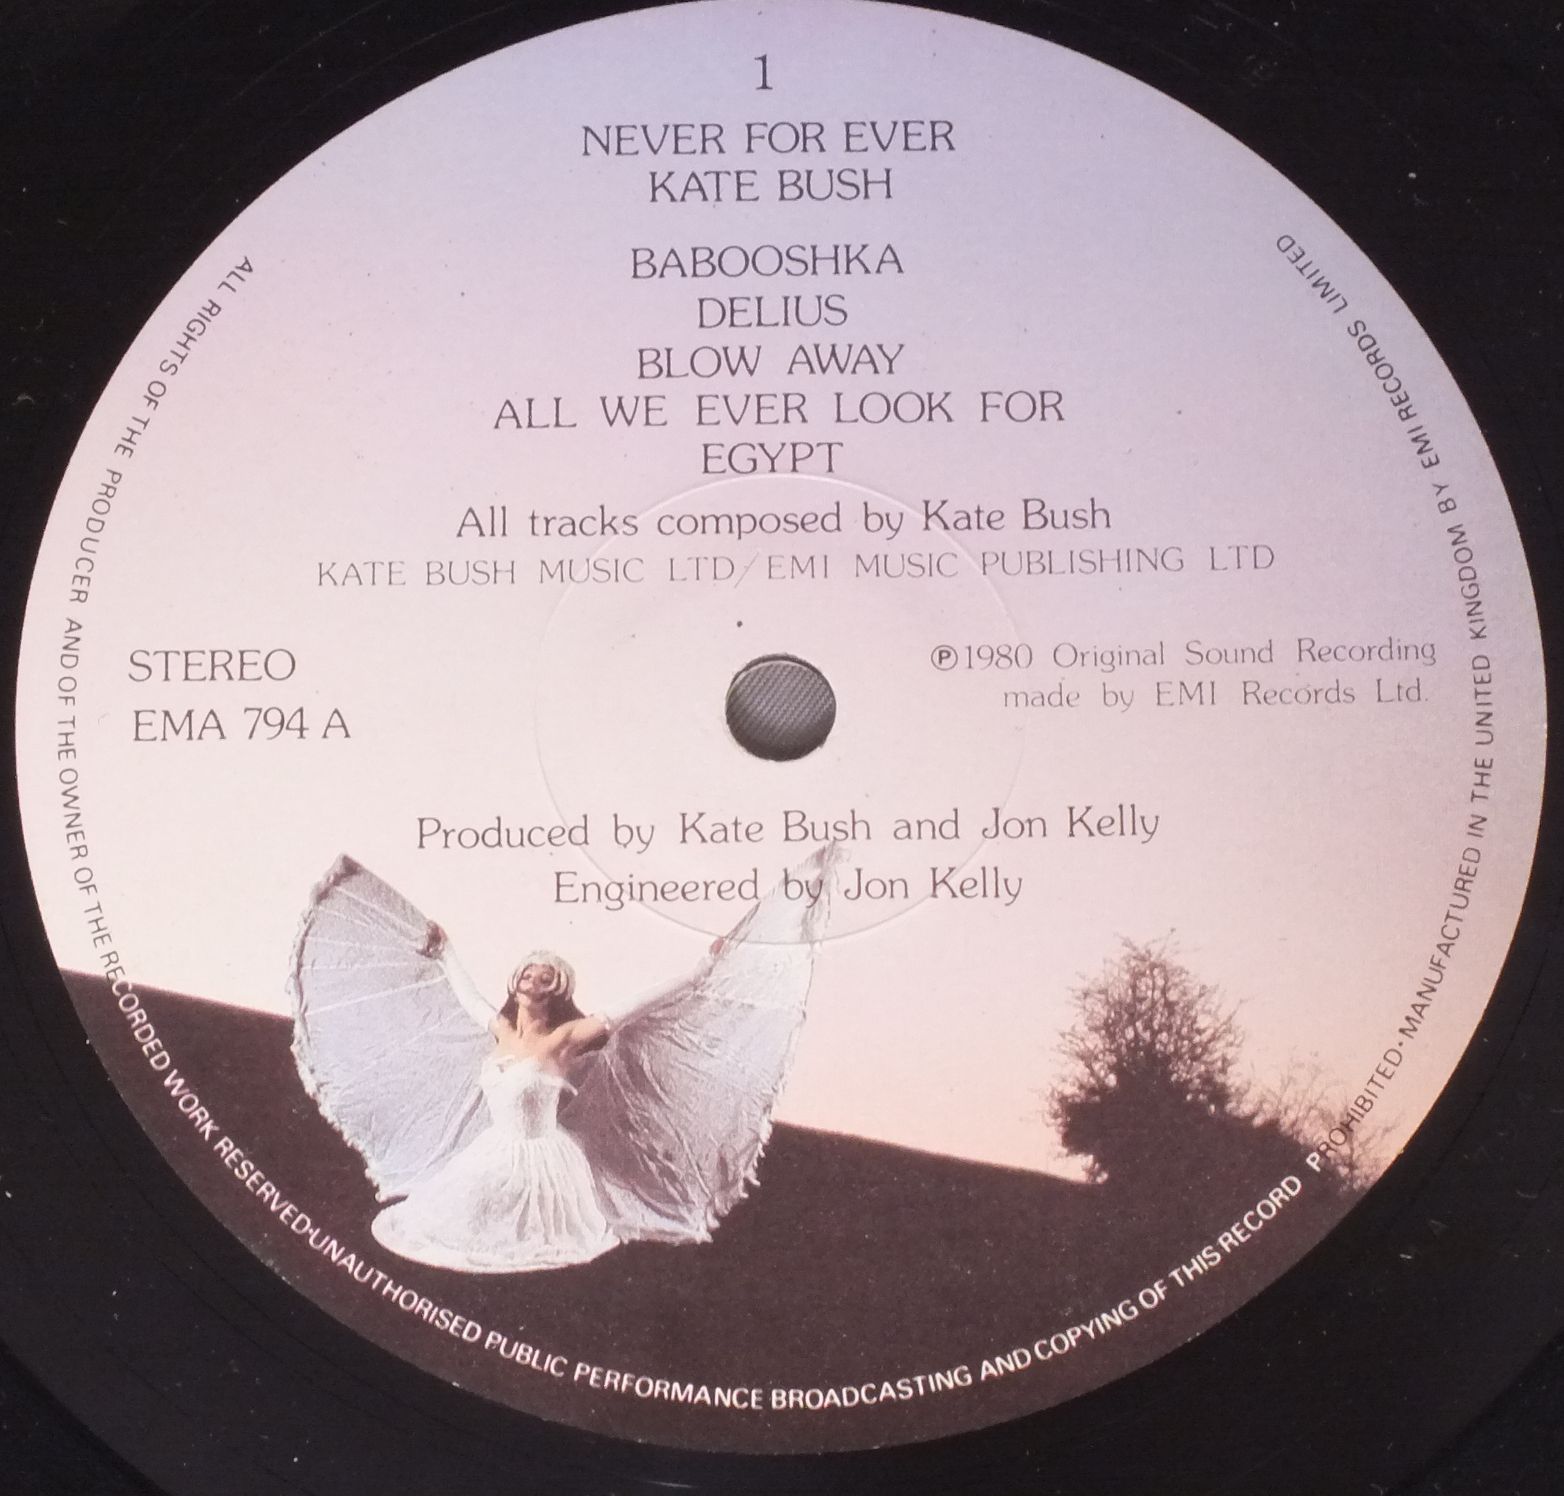 1
NEVER FOR EVER
KATE BUSH
BABOOSHKA
DELIUS
BLOW AWAY
ALL WE EVER LOOK FOR
EGYPT
All tracks composed by Kate Bush
KATE BUSH MUSIC LTD/EMI MUSIC PUBLISHING LTD
STEREO
EMA 794 A
℗1980 Original Sound Recording
made by EMI Records Ltd.
Produced by Kate Bush and Jon Kelly
Engineered by Jon Kelly
ALL RIGHTS OF THE PRODUCER AND OF THE OWNER OF THE RECORDED WORK RESERVED·UNAUTHORISED PUBLIC PERFORMANCE BROADCASTING AND COPYING OF THIS RECORD PROHIBITED·MANUFACTURED IN THE UNITED KINGDOM BY EMI RECORDS LIMITED